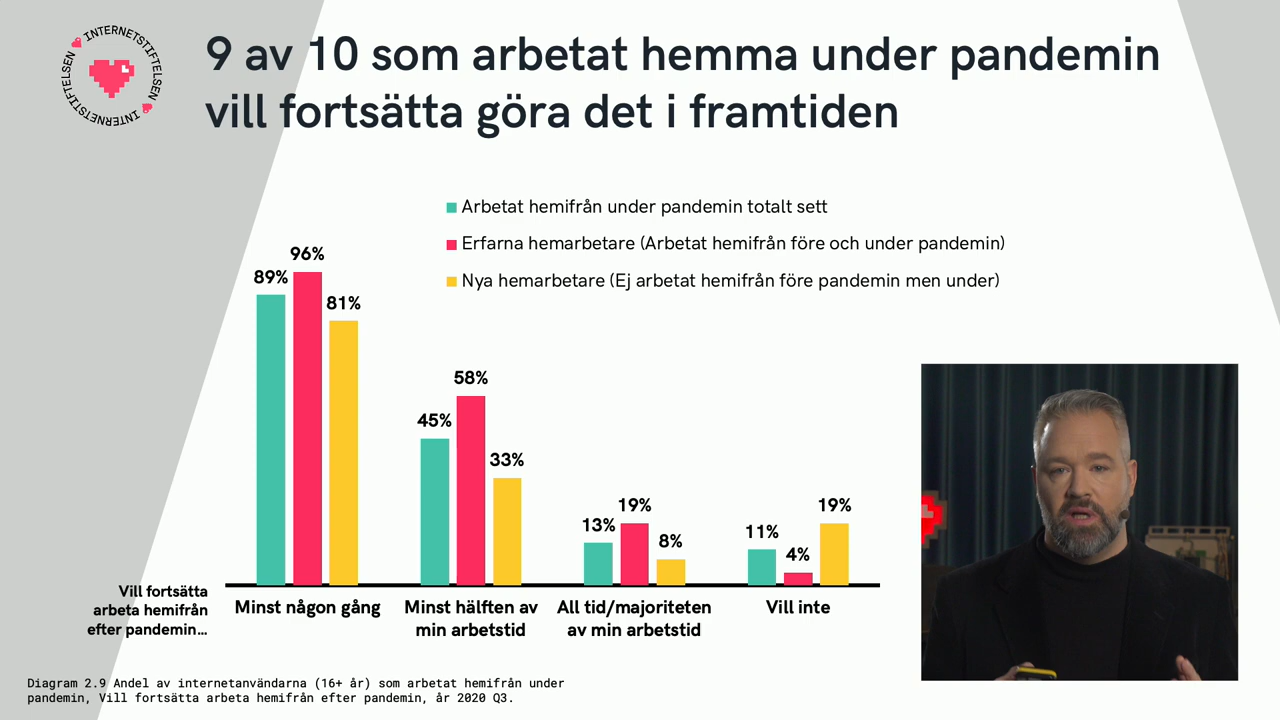 INTERNETSTIFTELSEN
INTERNETSTIFTELSEN
9 av 10 som arbetat hemma under pandemin
vill fortsätta göra det i framtiden
Arbetat hemifrån under pandemin totalt sett
Erfarna hemarbetare (Arbetat hemifrån före och under pandemin)
Nya hemarbetare (Ej arbetat hemifrån före pandemin men under)
89% 96% 81%
45% 58% 33%
13% 19% 8%
11% 4% 19%
Vill fortsätta
arbeta hemifrån
efter pandemin...
Minst någon gång
Minst hälften av
min arbetstid
All tid/majoriteten
av min arbetstid
Vill inte
Diagram 2.9 Andel av internetanvändarna (16+ år) som arbetat hemifrån under
pandemin, Vill fortsätta arbeta hemifrån efter pandemin, år 2020 Q3.